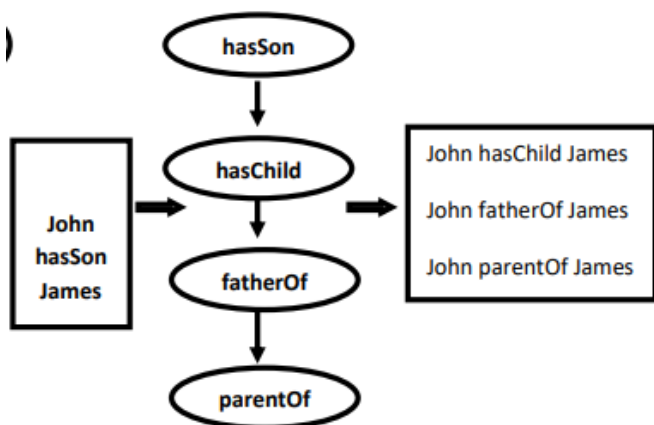 hasSon
hasChild
John
hasSon
James
fatherOf
parentOf
John hasChild James
John fatherOf James
John parentOf James